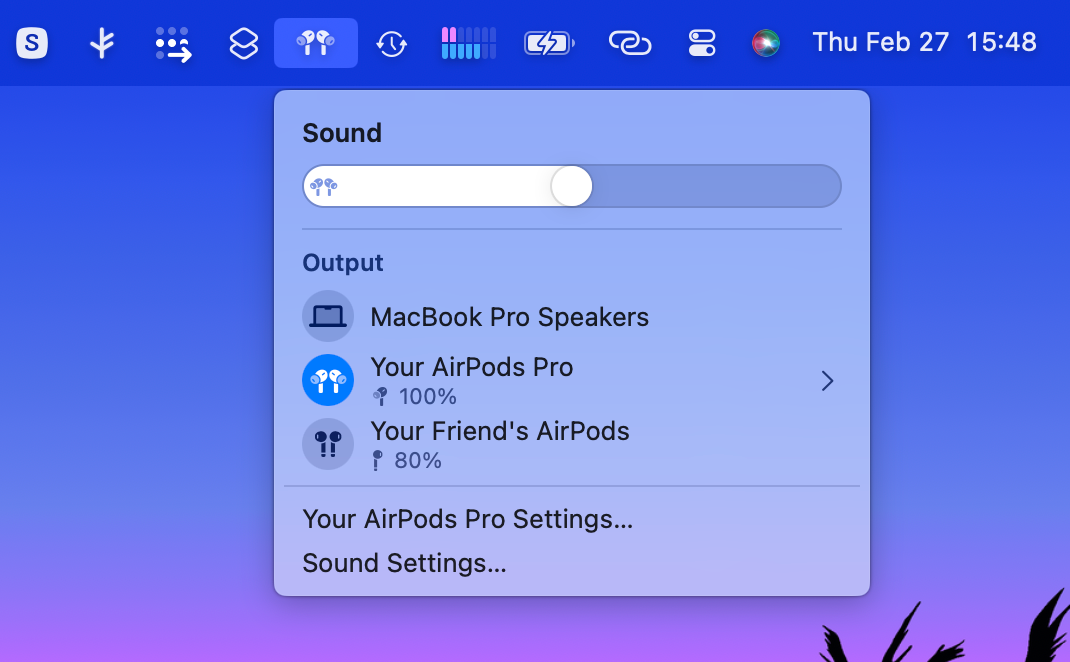 S
Thu Feb 27 15:48
Sound
Output
MacBook Pro Speakers
Your AirPods Pro
100%
Your Friend's AirPods
80%
Your AirPods Pro Settings...
Sound Settings...